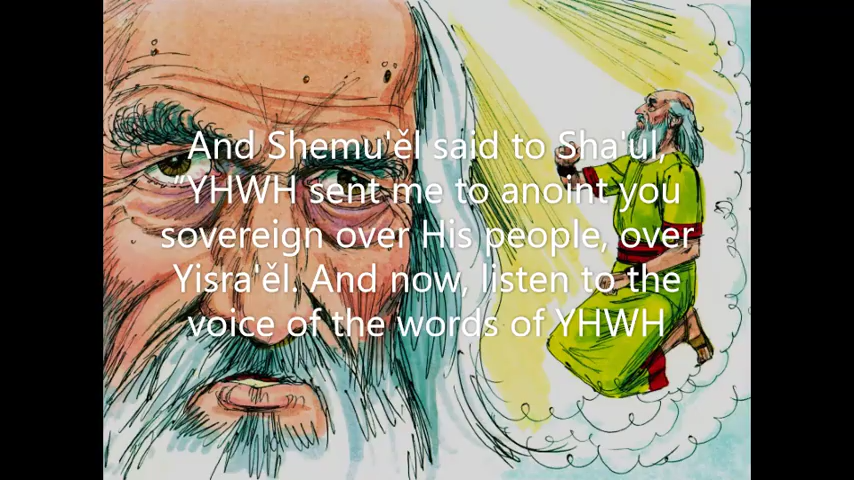 And Shemu'ěl said to Sha'ul,
“YHWH sent me to anoint you
sovereign over His people, over
Yisra'ěl. And now, listen to the
voice of the words of YHWH